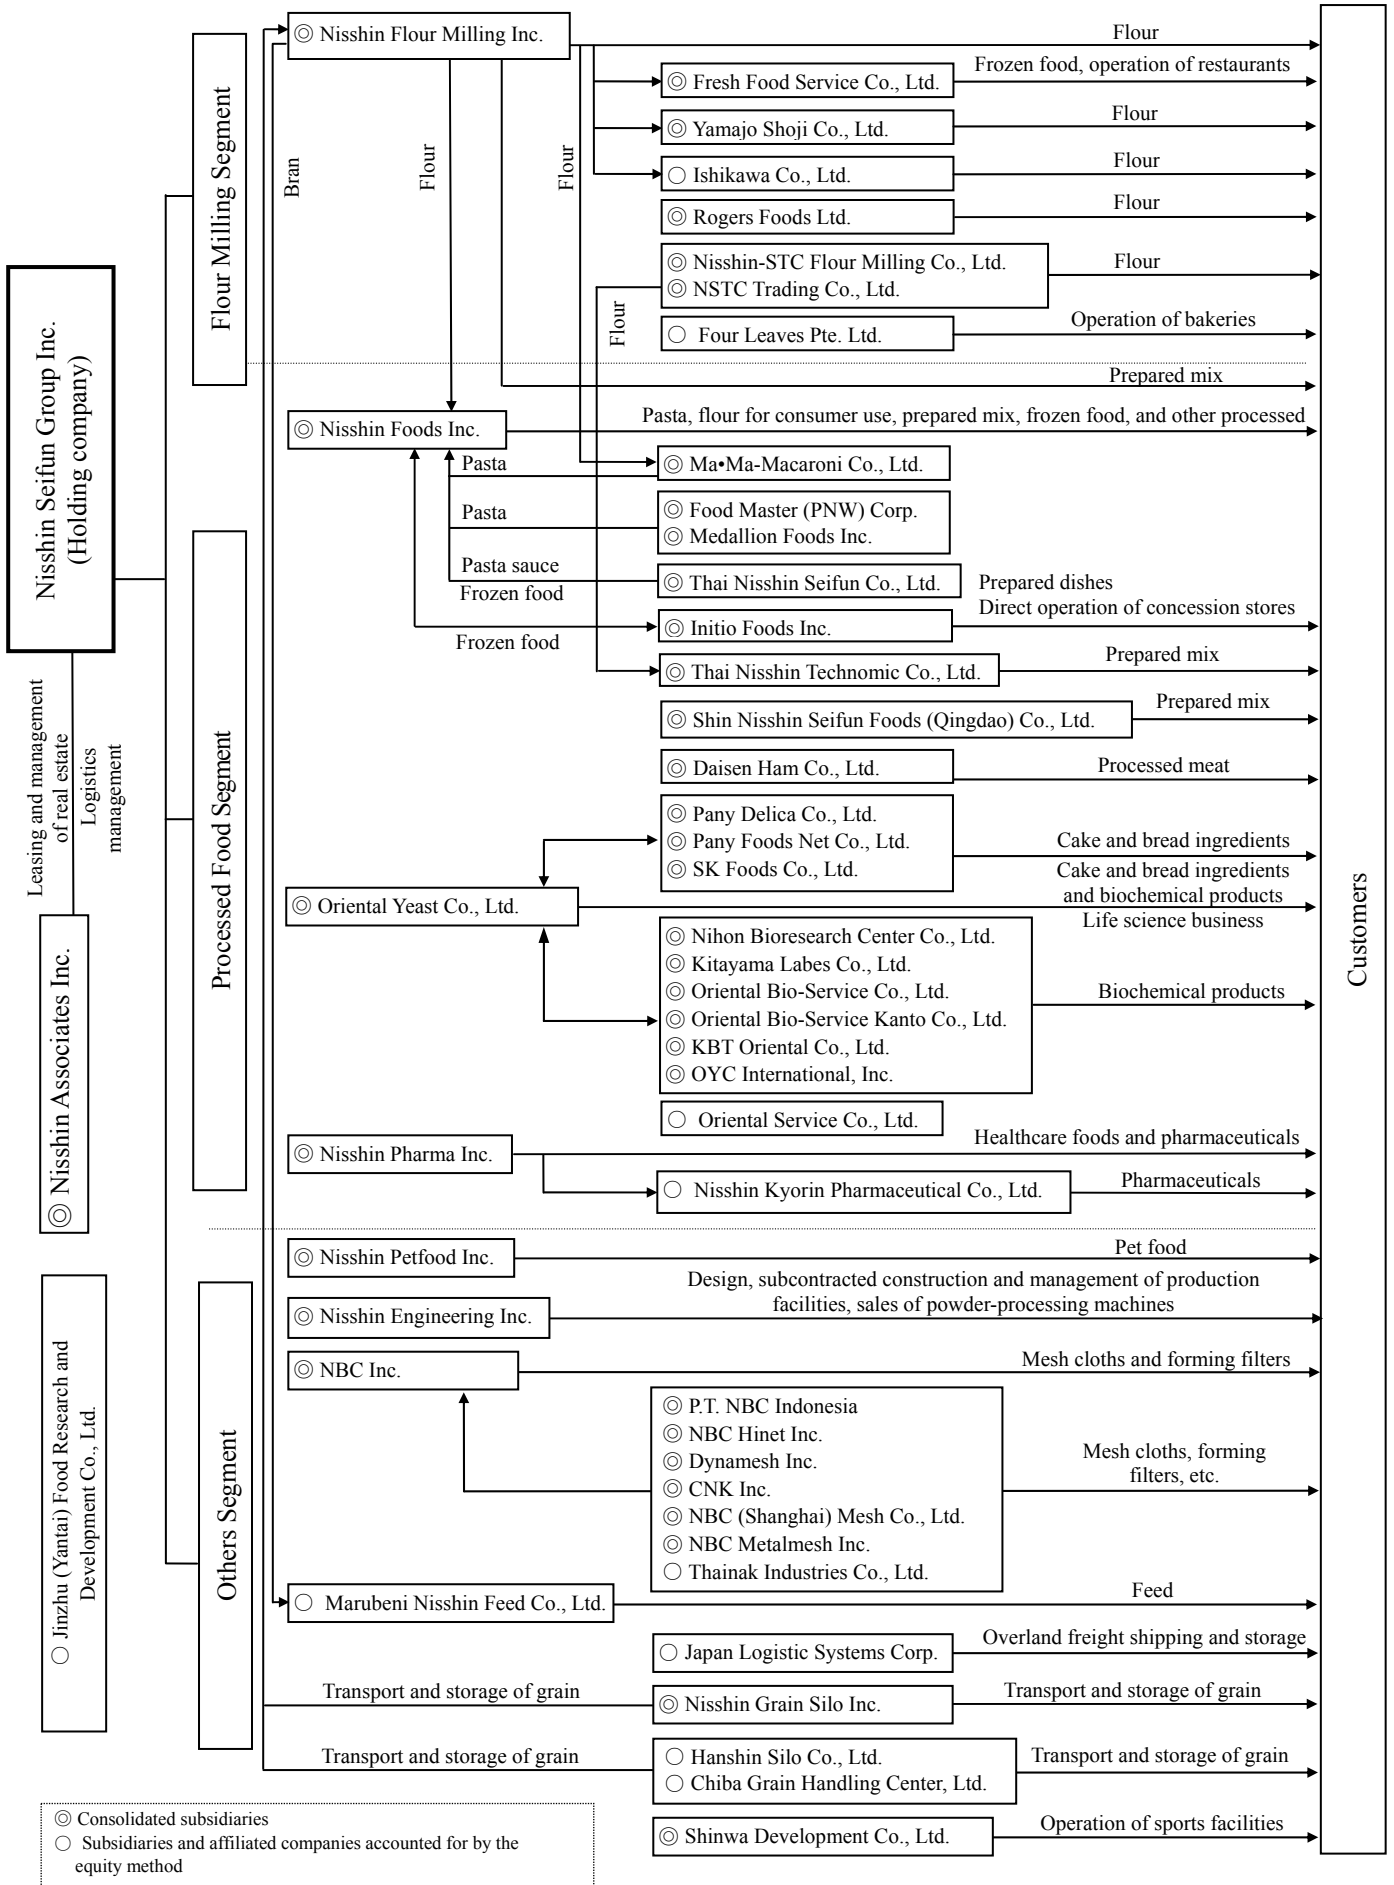 Nisshin Seifun Group Inc.
(Holding company)
Leasing and management
of real estate
Logistics
management
◎ Nisshin Associates Inc.
○ Jinzhu (Yantai) Food Research and
Development Co., Ltd.
Flour Milling Segment
Processed Food Segment
Others Segment
◎ Nisshin Flour Milling Inc.
Flour
Bran
Flour
Flour
◎ Fresh Food Service Co., Ltd.
Frozen food, operation of restaurants
◎ Yamajo Shoji Co., Ltd.
Flour
○ Ishikawa Co., Ltd.
Flour
◎ Rogers Foods Ltd.
Flour
◎ Nisshin-STC Flour Milling Co., Ltd.
◎ NSTC Trading Co., Ltd.
Flour
Flour
○ Four Leaves Pte. Ltd.
Operation of bakeries
Prepared mix
◎ Nisshin Foods Inc.
Pasta, flour for consumer use, prepared mix, frozen food, and other processed
Pasta
◎ Ma•Ma-Macaroni Co., Ltd.
Pasta
◎ Food Master (PNW) Corp.
◎ Medallion Foods Inc.
Pasta sauce
Frozen food
◎ Thai Nisshin Seifun Co., Ltd.
Prepared dishes
Direct operation of concession stores
◎ Initio Foods Inc.
Frozen food
◎ Thai Nisshin Technomic Co., Ltd.
Prepared mix
◎ Shin Nisshin Seifun Foods (Qingdao) Co., Ltd.
Prepared mix
◎ Daisen Ham Co., Ltd.
Processed meat
◎ Pany Delica Co., Ltd.
◎ Pany Foods Net Co., Ltd.
◎ SK Foods Co., Ltd.
Cake and bread ingredients
◎ Oriental Yeast Co., Ltd.
Cake and bread ingredients
and biochemical products
Life science business
◎ Nihon Bioresearch Center Co., Ltd.
◎ Kitayama Labes Co., Ltd.
◎ Oriental Bio-Service Co., Ltd.
◎ Oriental Bio-Service Kanto Co., Ltd.
◎ KBT Oriental Co., Ltd.
◎ OYC International, Inc.
Biochemical products
○ Oriental Service Co., Ltd.
◎ Nisshin Pharma Inc.
Healthcare foods and pharmaceuticals
○ Nisshin Kyorin Pharmaceutical Co., Ltd.
Pharmaceuticals
◎ Nisshin Petfood Inc.
Pet food
◎ Nisshin Engineering Inc.
Design, subcontracted construction and management of production
facilities, sales of powder-processing machines
◎ NBC Inc.
Mesh cloths and forming filters
◎ P.T. NBC Indonesia
◎ NBC Hinet Inc.
◎ Dynamesh Inc.
◎ CNK Inc.
◎ NBC (Shanghai) Mesh Co., Ltd.
◎ NBC Metalmesh Inc.
○ Thainak Industries Co., Ltd.
Mesh cloths, forming
filters, etc.
○ Marubeni Nisshin Feed Co., Ltd.
Feed
○ Japan Logistic Systems Corp.
Overland freight shipping and storage
Transport and storage of grain
◎ Nisshin Grain Silo Inc.
Transport and storage of grain
Transport and storage of grain
○ Hanshin Silo Co., Ltd.
○ Chiba Grain Handling Center, Ltd.
Transport and storage of grain
◎ Shinwa Development Co., Ltd.
Operation of sports facilities
Customers
◎ Consolidated subsidiaries
○ Subsidiaries and affiliated companies accounted for by the
equity method